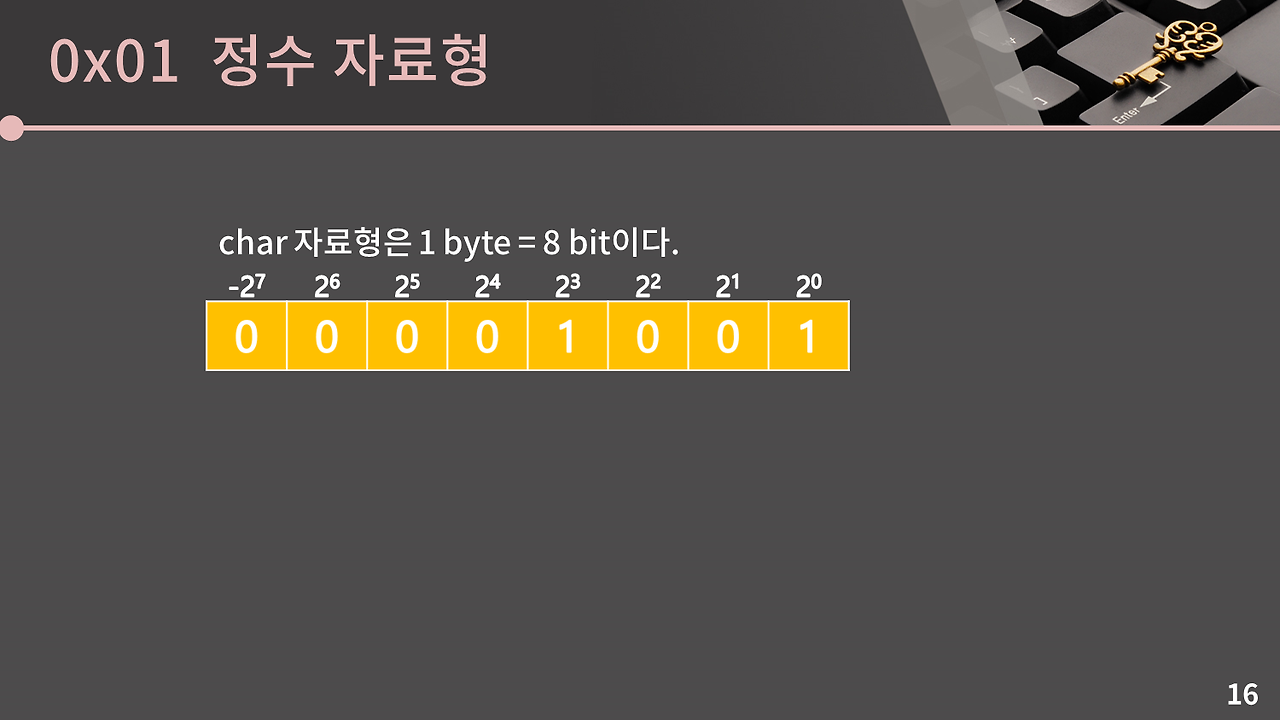 0x01 정수 자료형
Enter
char 자료형은 1 byte = 8 bit이다.
-2⁷ 2⁶ 2⁵ 2⁴ 2³ 2² 2¹ 2⁰
0 0 0 0 1 0 0 1
16